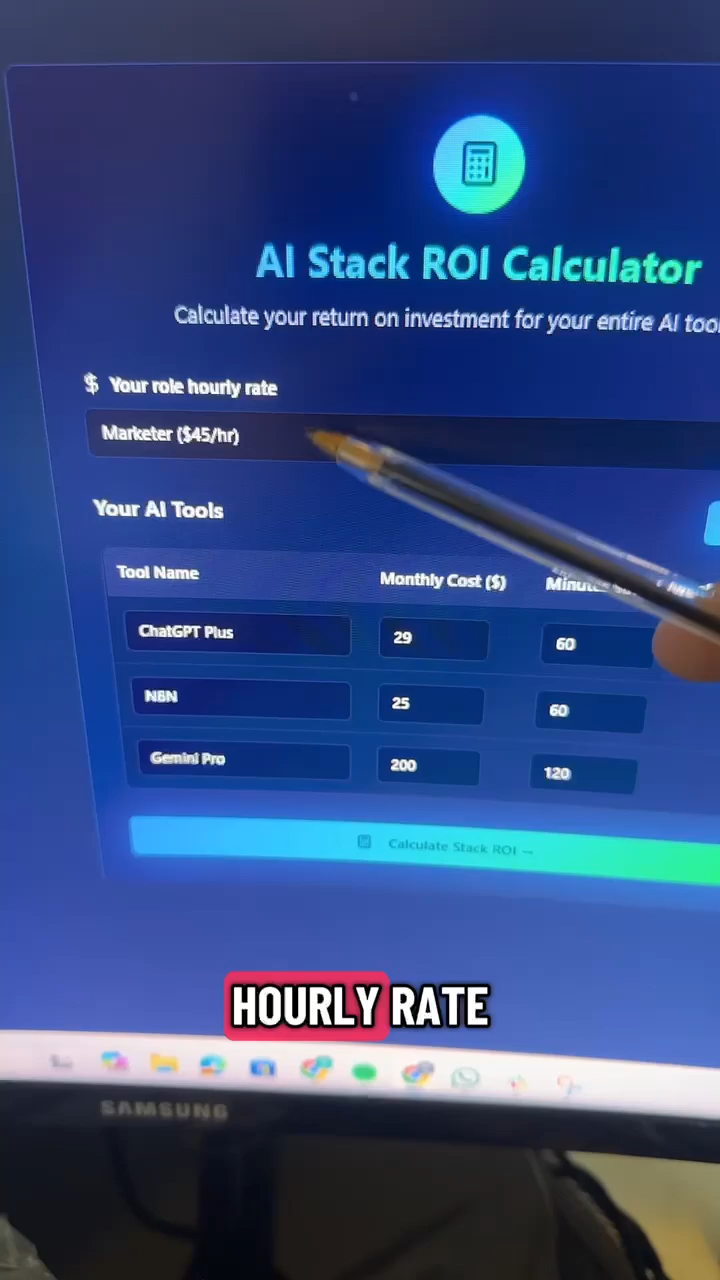 AI Stack ROI Calculator
Calculate your return on investment for your entire AI
$ Your role hourly rate
Marketer ($45/hr)
Your AI Tools
Tool Name Monthly Cost ($)
ChatGPT Plus 29 60
N8N 25 60
Gemini Pro 200 120
Calculate Stack ROI
HOURLY RATE
SAMSUNG